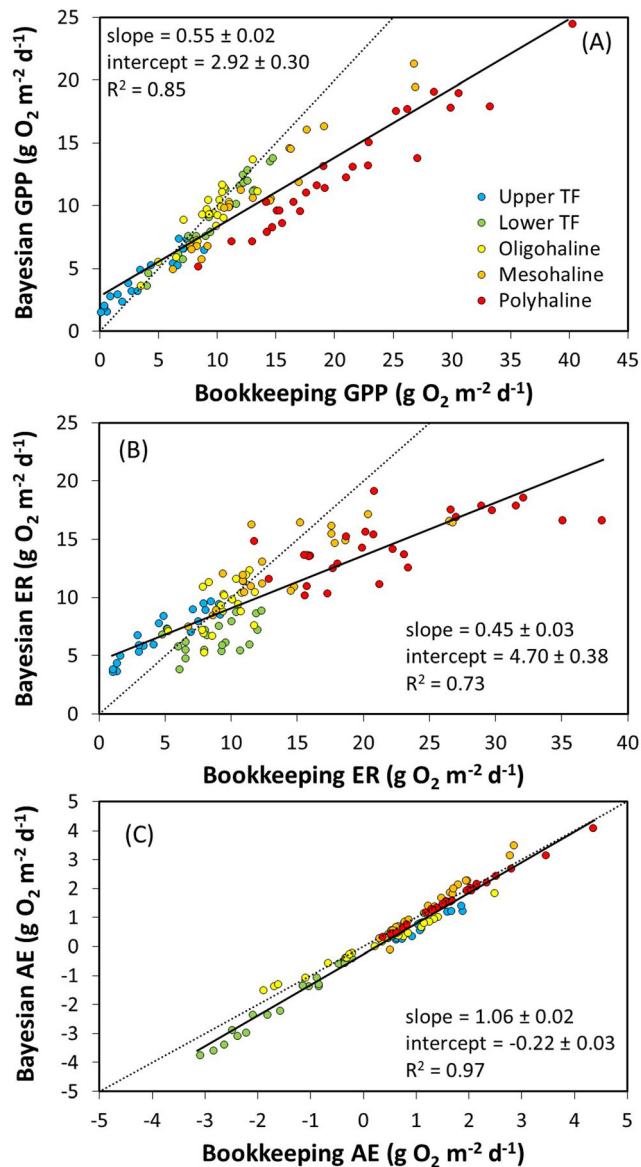 slope = 0.55 ± 0.02
intercept = 2.92 ± 0.30
R² = 0.85
(A)
25
20
15
10
5
0
Bayesian GPP (g O₂ m⁻² d⁻¹)
Upper TF
Lower TF
Oligohaline
Mesohaline
Polyhaline
0 5 10 15 20 25 30 35 40 45
Bookkeeping GPP (g O₂ m⁻² d⁻¹)
(B)
25
20
15
10
5
0
Bayesian ER (g O₂ m⁻² d⁻¹)
slope = 0.45 ± 0.03
intercept = 4.70 ± 0.38
R² = 0.73
0 5 10 15 20 25 30 35 40
Bookkeeping ER (g O₂ m⁻² d⁻¹)
(C)
5
4
3
2
1
0
-1
-2
-3
-4
-5
Bayesian AE (g O₂ m⁻² d⁻¹)
slope = 1.06 ± 0.02
intercept = -0.22 ± 0.03
R² = 0.97
-5 -4 -3 -2 -1 0 1 2 3 4 5
Bookkeeping AE (g O₂ m⁻² d⁻¹)